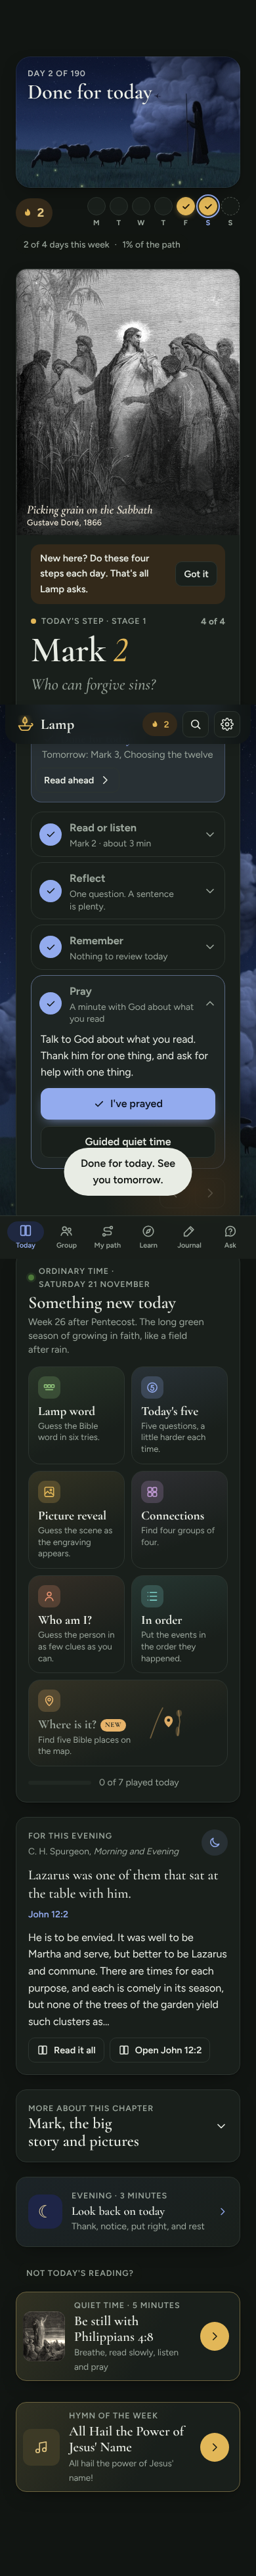 DAY 2 OF 190
Done for today
2
M T W T F S S
2 of 4 days this week · 1% of the path
Picking grain on the Sabbath
Gustave Doré, 1866
New here? Do these four
steps each day. That's all
Lamp asks.
Got it
TODAY'S STEP · STAGE 1
4 of 4
Mark 2
Who can forgive sins?
Lamp
2
Tomorrow: Mark 3, Choosing the twelve
Read ahead
Read or listen
Mark 2 · about 3 min
Reflect
One question. A sentence
is plenty.
Remember
Nothing to review today
Pray
A minute with God about what
you read
Talk to God about what you read.
Thank him for one thing, and ask for
help with one thing.
I've prayed
Guided quiet time
Done for today. See
you tomorrow.
Today
Group
My path
Learn
Journal
Ask
ORDINARY TIME ·
SATURDAY 21 NOVEMBER
Something new today
Week 26 after Pentecost. The long green
season of growing in faith, like a field
after rain.
Lamp word
Guess the Bible
word in six tries.
Today's five
Five questions, a
little harder each
time.
Picture reveal
Guess the scene as
the engraving
appears.
Connections
Find four groups of
four.
Who am I?
Guess the person in
as few clues as you
can.
In order
Put the events in
the order they
happened.
Where is it? NEW
Find five Bible places on
the map.
0 of 7 played today
FOR THIS EVENING
C. H. Spurgeon, Morning and Evening
Lazarus was one of them that sat at
the table with him.
John 12:2
He is to be envied. It was well to be
Martha and serve, but better to be Lazarus
and commune. There are times for each
purpose, and each is comely in its season,
but none of the trees of the garden yield
such clusters as…
Read it all
Open John 12:2
MORE ABOUT THIS CHAPTER
Mark, the big
story and pictures
EVENING · 3 MINUTES
Look back on today
Thank, notice, put right, and rest
NOT TODAY'S READING?
QUIET TIME · 5 MINUTES
Be still with
Philippians 4:8
Breathe, read slowly, listen
and pray
HYMN OF THE WEEK
All Hail the Power of
Jesus' Name
All hail the power of Jesus'
name!